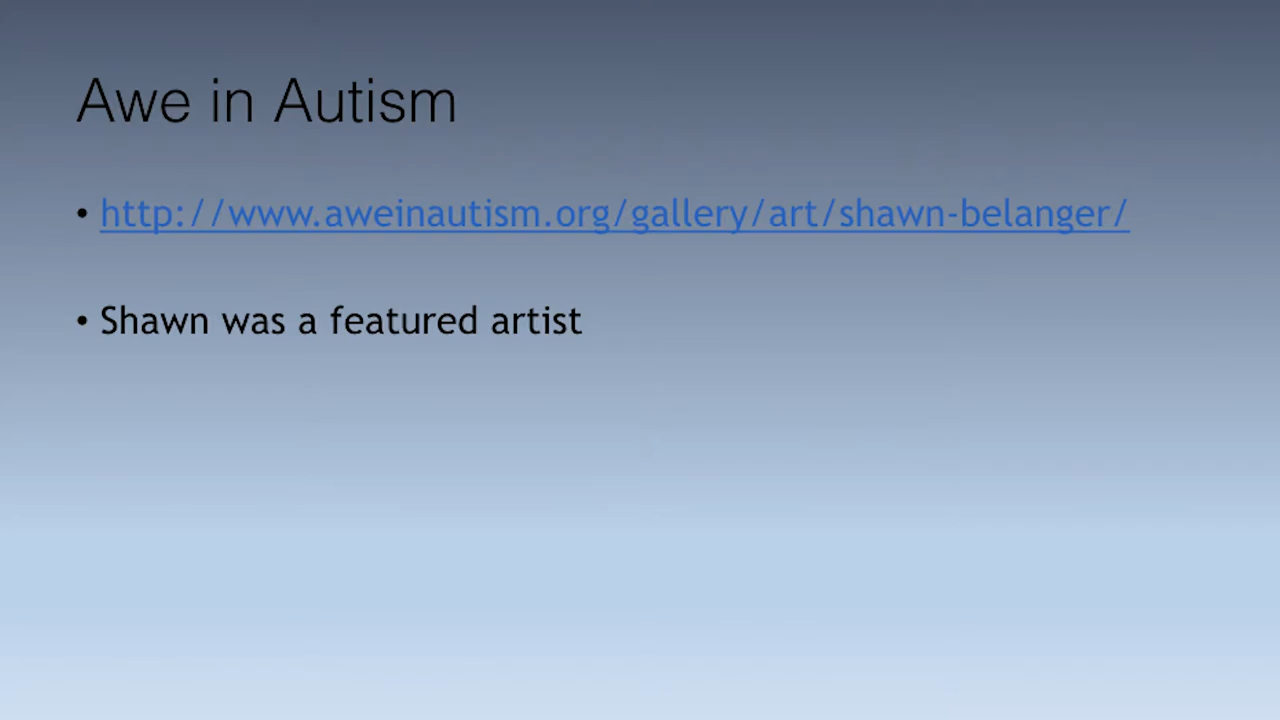 Awe in Autism
• http://www.aweinautism.org/gallery/art/shawn-belanger/
• Shawn was a featured artist